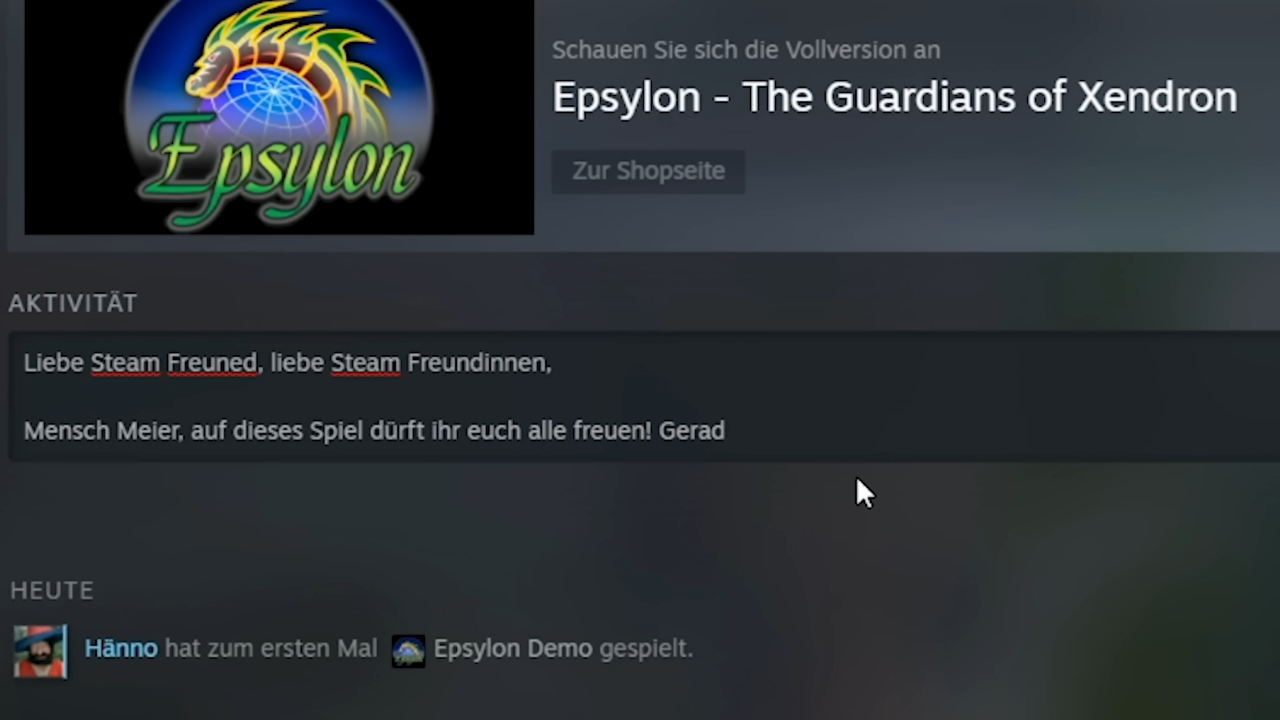 Schauen Sie sich die Vollversion an
Epsylon - The Guardians of Xendron
Epsylon
Zur Shopseite
AKTIVITÄT
Liebe Steam Freuned, liebe Steam Freundinnen,
Mensch Meier, auf dieses Spiel dürft ihr euch alle freuen! Gerad
HEUTE
Hänno hat zum ersten Mal Epsylon Demo gespielt.